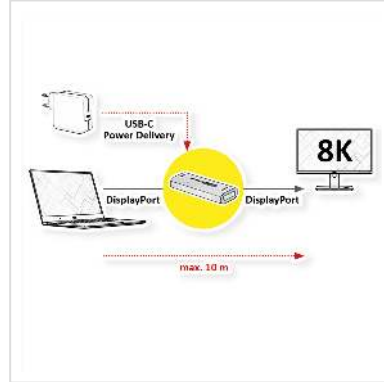 USB-C
Power Delivery
8K
DisplayPort
DisplayPort
max. 10 m